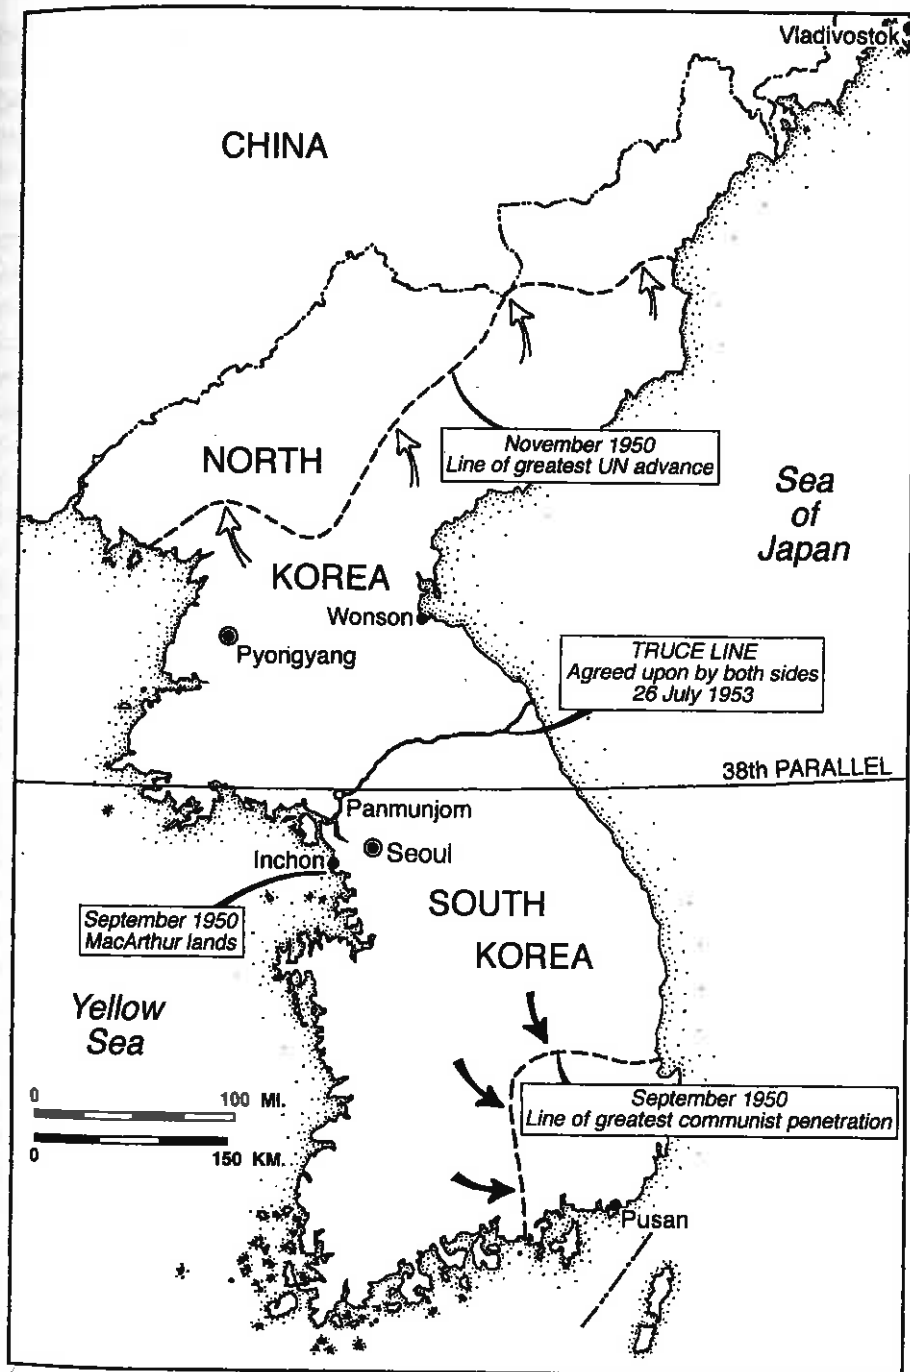 Vladivostok
CHINA
November 1950
Line of greatest UN advance
NORTH
KOREA
Sea
of
Japan
Wonson
Pyongyang
TRUCE LINE
Agreed upon by both sides
26 July 1953
38th PARALLEL
Panmunjom
Inchon
Seoul
September 1950
MacArthur lands
SOUTH
KOREA
Yellow
Sea
0 100 MI.
0 150 KM.
September 1950
Line of greatest communist penetration
Pusan